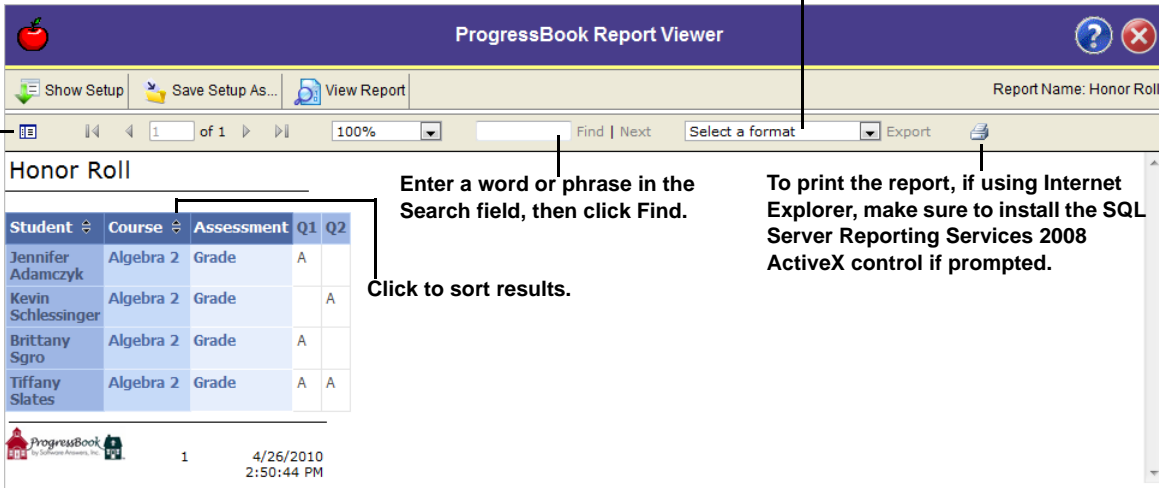 ProgressBook Report Viewer
?
Show Setup Save Setup As... View Report Report Name: Honor Roll
1 of 1 100% Find | Next Select a format Export
Honor Roll
Enter a word or phrase in the
Search field, then click Find.
To print the report, if using Internet
Explorer, make sure to install the SQL
Server Reporting Services 2008
ActiveX control if prompted.
Student Course Assessment Q1 Q2
Jennifer
Adamczyk Algebra 2 Grade A
Click to sort results.
Kevin
Schlessinger Algebra 2 Grade A
Brittany
Sgro Algebra 2 Grade A
Tiffany
Slates Algebra 2 Grade A A
ProgressBook
by Software Answers, Inc.
1 4/26/2010
2:50:44 PM